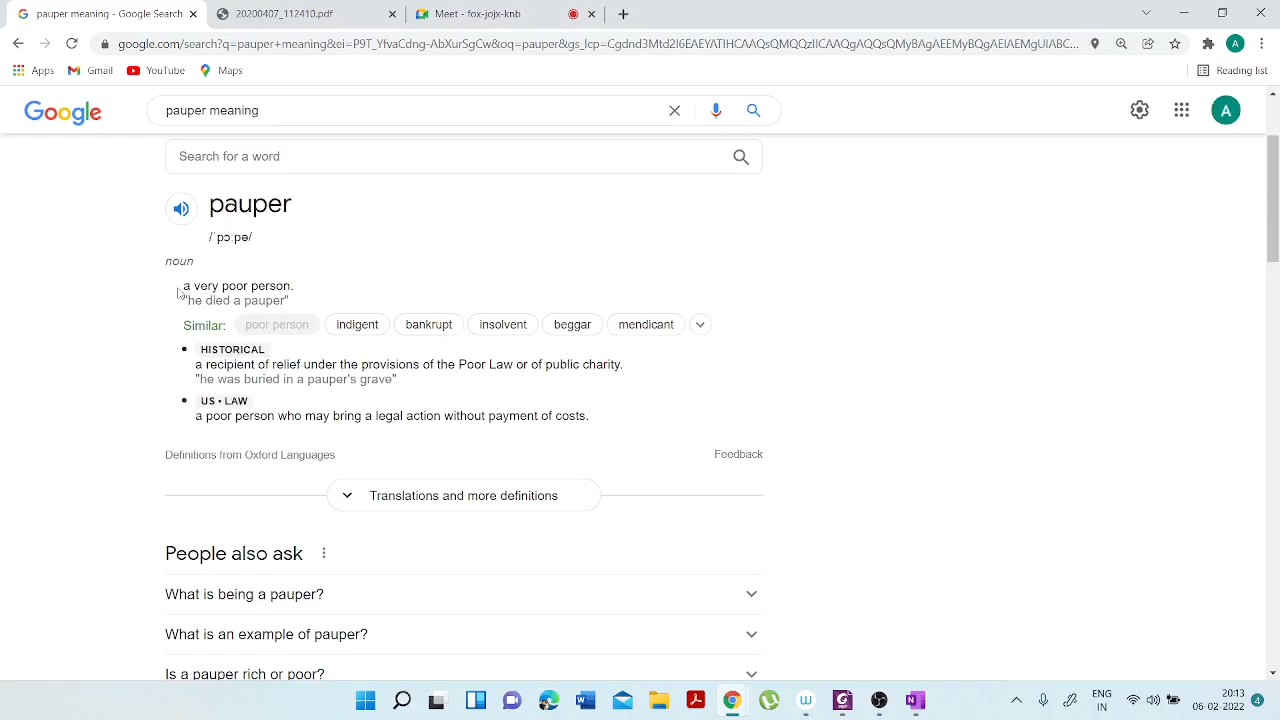 pauper meaning - Google Search
20200407_112410.pdf
Meet - fox-jojx-knb
google.com/search?q=pauper+meaning&ei=P9T_YfvaCdng-AbXurSgCw&oq=pauper&gs_lcp=Cgdnd3Mtd2l6EAEYATIHCAAQsQMQQzIICAAQgAQQsQMyBAgAEEMyBQgAEIAEMgUIABC...
A
Apps
Gmail
YouTube
Maps
Reading list
Google
pauper meaning
A
Search for a word
pauper
/ˈpɔːpə/
noun
a very poor person.
"he died a pauper"
Similar:
poor person
indigent
bankrupt
insolvent
beggar
mendicant
HISTORICAL
a recipient of relief under the provisions of the Poor Law or of public charity.
"he was buried in a pauper's grave"
US • LAW
a poor person who may bring a legal action without payment of costs.
Definitions from Oxford Languages
Feedback
Translations and more definitions
People also ask
What is being a pauper?
What is an example of pauper?
Is a pauper rich or poor?
ENG
IN
20:13
06-02-2022
4